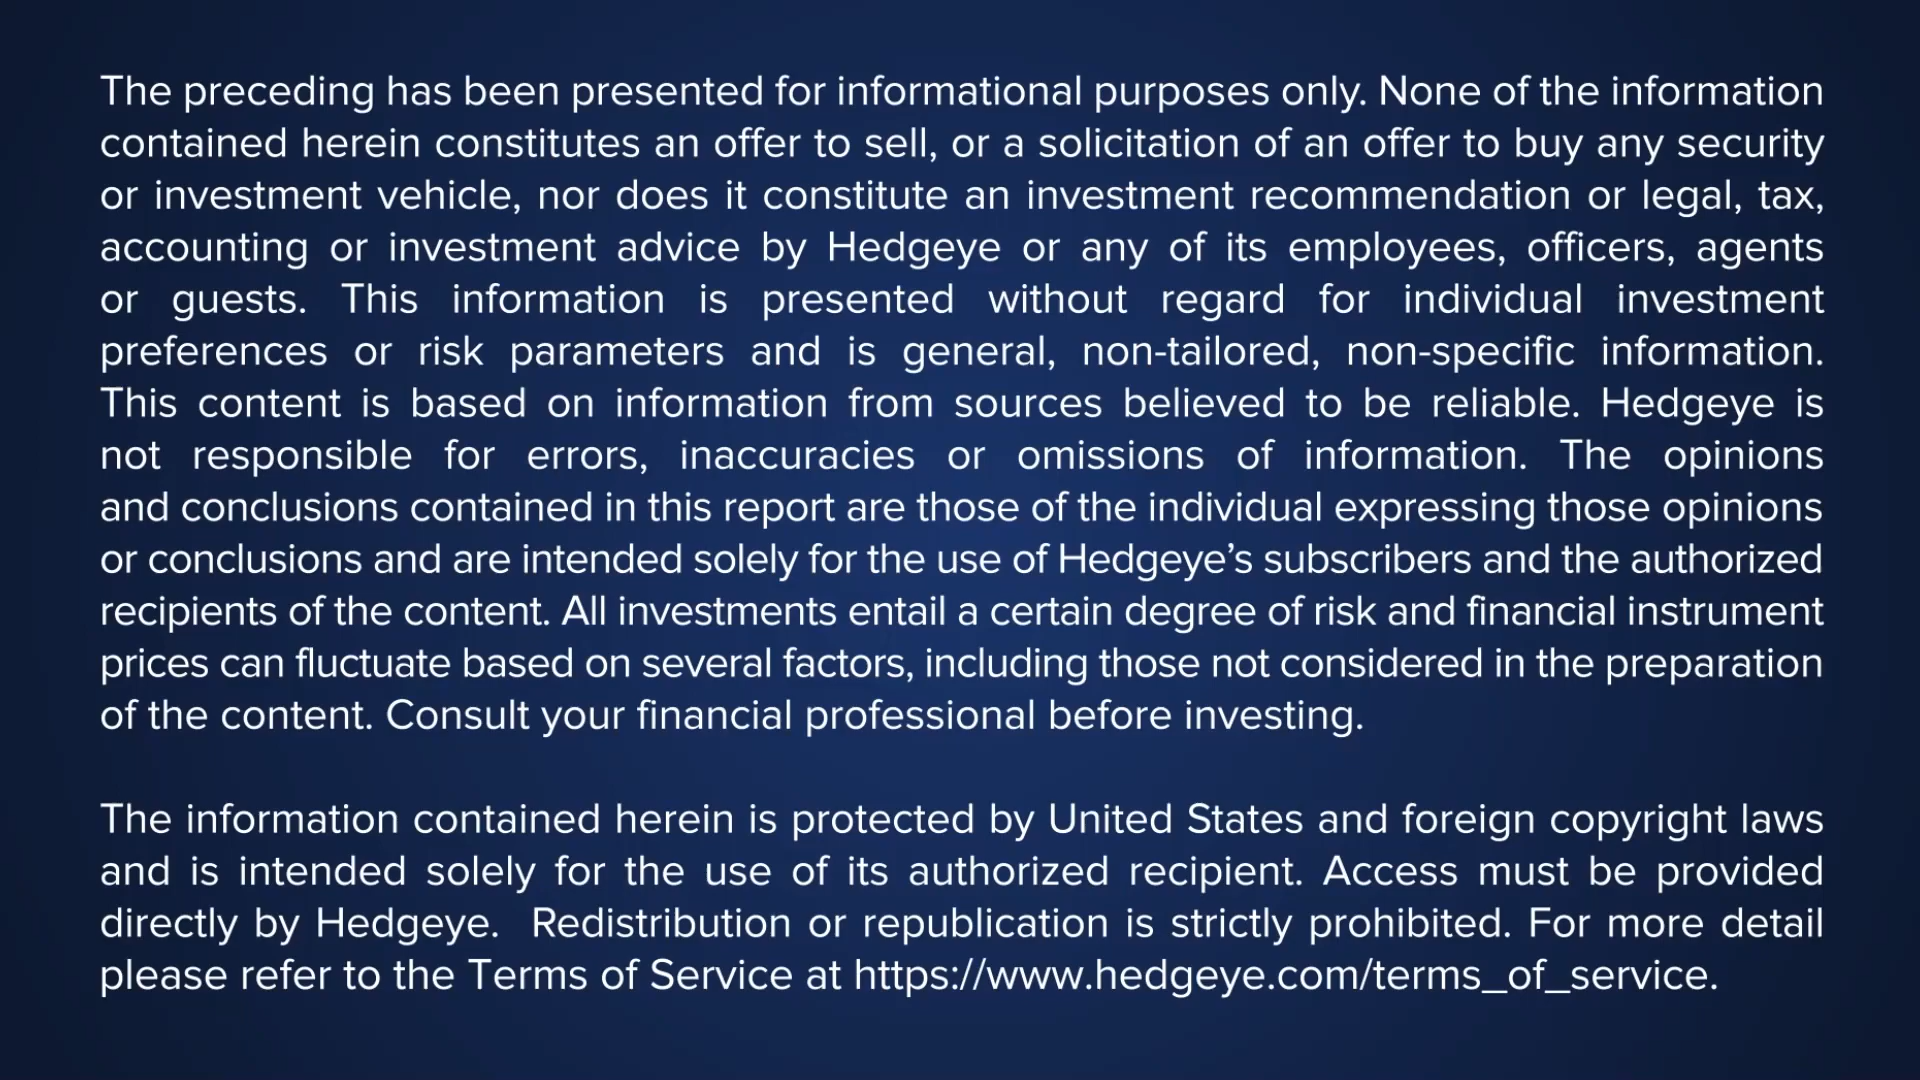 The preceding has been presented for informational purposes only. None of the information
contained herein constitutes an offer to sell, or a solicitation of an offer to buy any security
or investment vehicle, nor does it constitute an investment recommendation or legal, tax,
accounting or investment advice by Hedgeye or any of its employees, officers, agents
or guests. This information is presented without regard for individual investment
preferences or risk parameters and is general, non-tailored, non-specific information.
This content is based on information from sources believed to be reliable. Hedgeye is
not responsible for errors, inaccuracies or omissions of information. The opinions
and conclusions contained in this report are those of the individual expressing those opinions
or conclusions and are intended solely for the use of Hedgeye’s subscribers and the authorized
recipients of the content. All investments entail a certain degree of risk and financial instrument
prices can fluctuate based on several factors, including those not considered in the preparation
of the content. Consult your financial professional before investing.
The information contained herein is protected by United States and foreign copyright laws
and is intended solely for the use of its authorized recipient. Access must be provided
directly by Hedgeye.  Redistribution or republication is strictly prohibited. For more detail
please refer to the Terms of Service at https://www.hedgeye.com/terms_of_service.